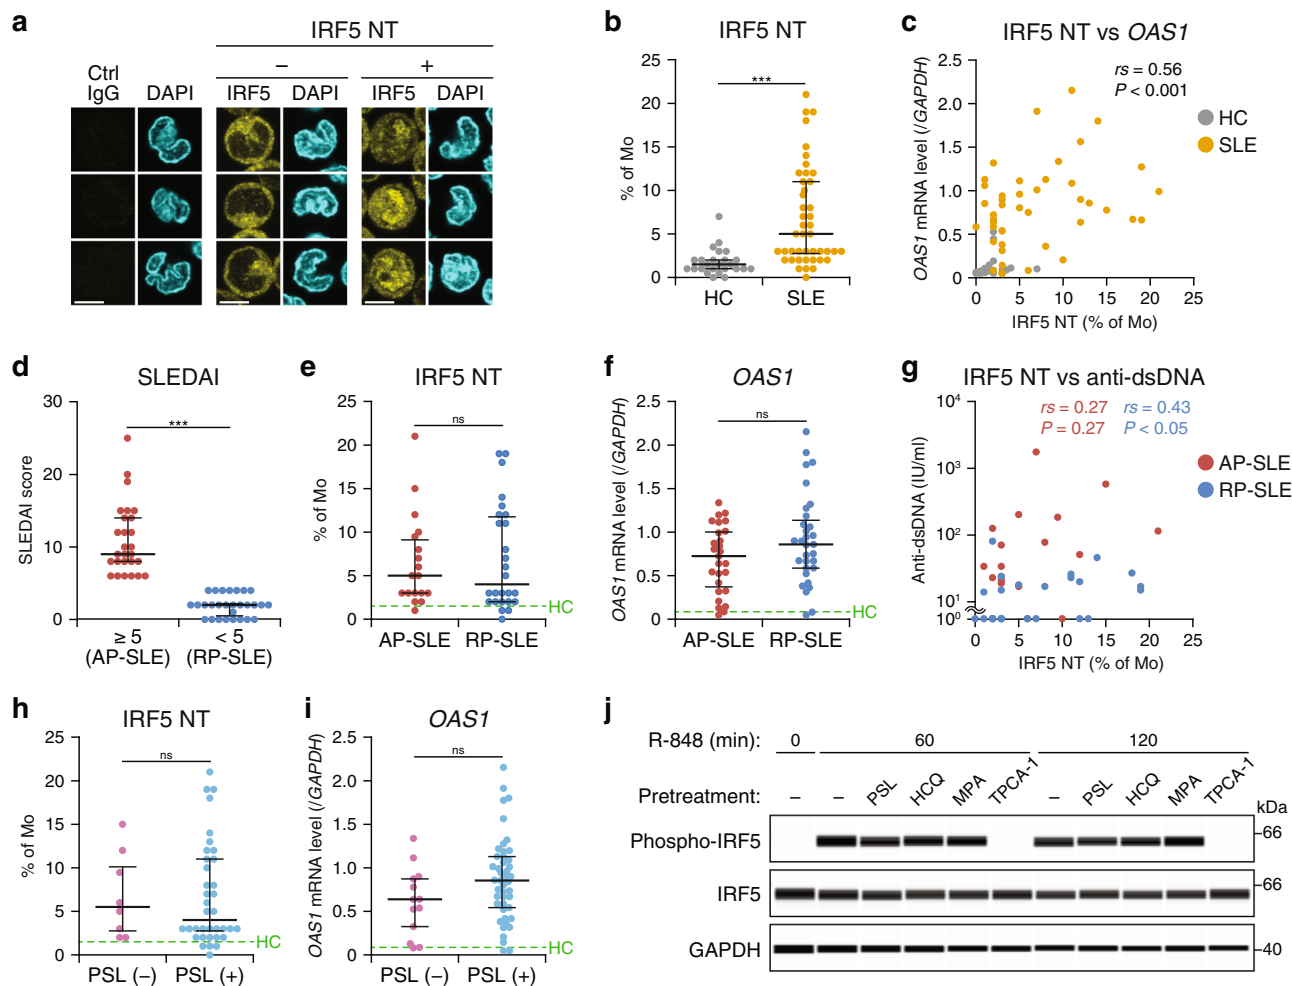 a
IRF5 NT
– +
Ctrl IgG DAPI IRF5 DAPI IRF5 DAPI
b
IRF5 NT
% of Mo
25
20
15
10
5
0
***
HC SLE
c
IRF5 NT vs OAS1
OAS1 mRNA level (/GAPDH)
2.5
2.0
1.5
1.0
0.5
0
rs = 0.56
P < 0.001
HC
SLE
0 5 10 15 20 25
IRF5 NT (% of Mo)
d
SLEDAI
SLEDAI score
30
20
10
0
***
≥ 5 < 5
(AP-SLE) (RP-SLE)
e
IRF5 NT
% of Mo
25
20
15
10
5
0
ns
HC
AP-SLE RP-SLE
f
OAS1
OAS1 mRNA level (/GAPDH)
2.5
2.0
1.5
1.0
0.5
0
ns
HC
AP-SLE RP-SLE
g
IRF5 NT vs anti-dsDNA
Anti-dsDNA (IU/ml)
10⁴
10³
10²
10¹
10⁰
rs = 0.27 rs = 0.43
P = 0.27 P < 0.05
AP-SLE
RP-SLE
0 5 10 15 20 25
IRF5 NT (% of Mo)
h
IRF5 NT
% of Mo
25
20
15
10
5
0
ns
HC
PSL (–) PSL (+)
i
OAS1
OAS1 mRNA level (/GAPDH)
2.5
2.0
1.5
1.0
0.5
0
ns
HC
PSL (–) PSL (+)
j
R-848 (min): 0 60 120
Pretreatment: – – PSL HCQ MPA TPCA-1 – PSL HCQ MPA TPCA-1
kDa
Phospho-IRF5 66
IRF5 66
GAPDH 40